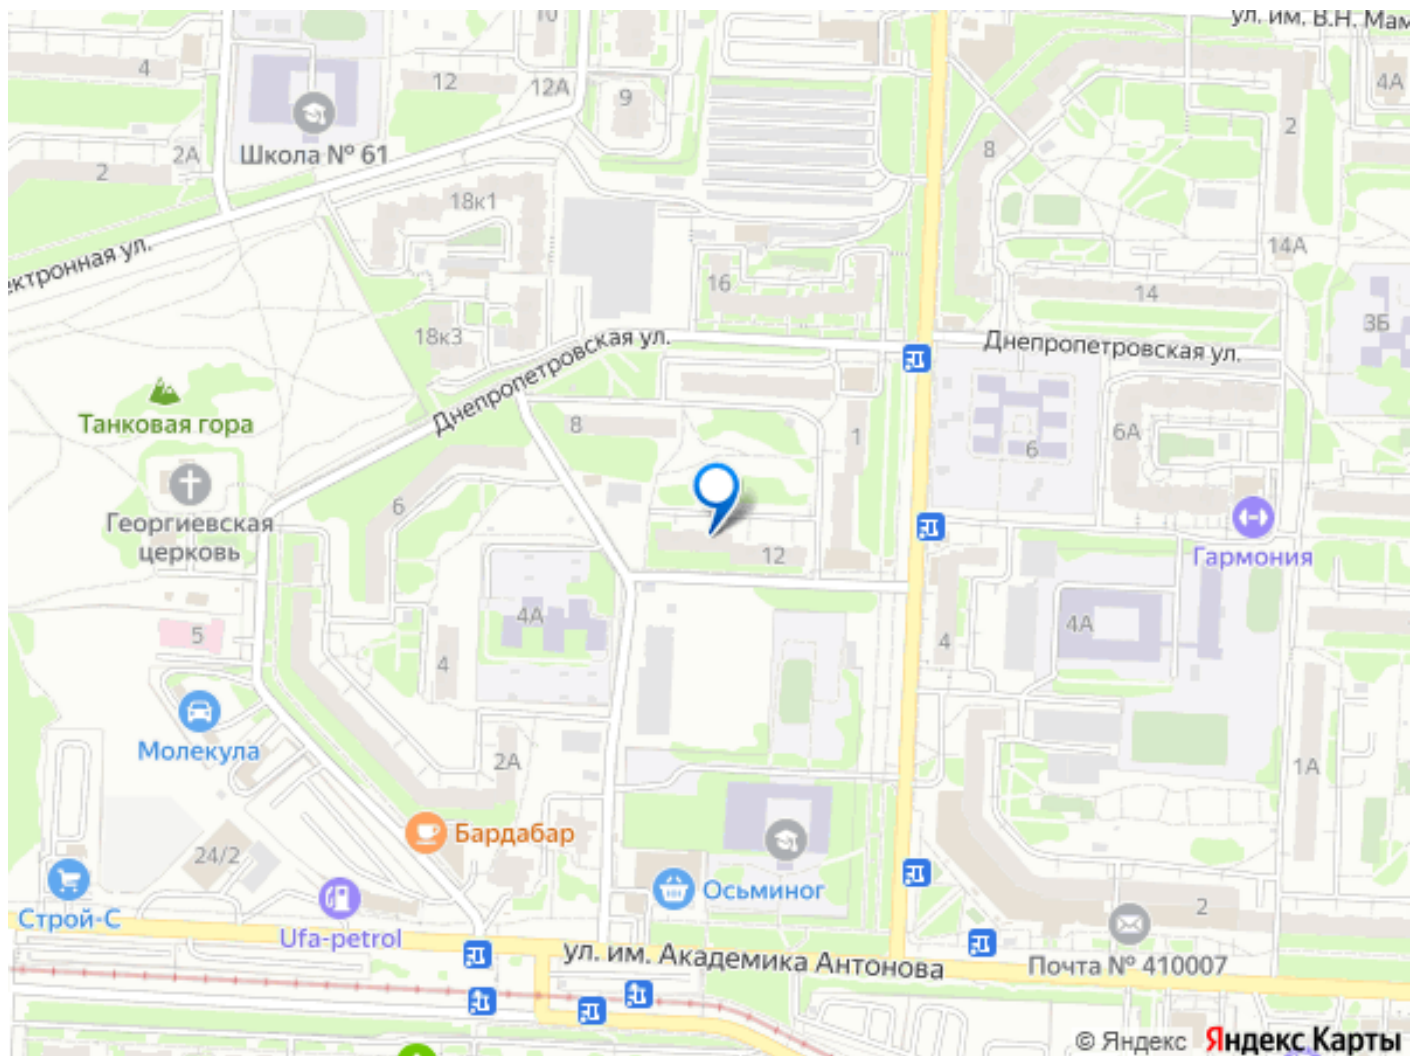 ул. им. В.Н. Мам
10
4
12
12А
9
4А
2
Школа № 61
2А
2
8
18к1
ктронная ул.
14А
16
14
3Б
18к3
Днепропетровская ул.
Днепропетровская ул.
Танковая гора
8
1
6А
6
6
Георгиевская
церковь
12
Гармония
4А
5
4
4
4А
Молекула
2А
1А
24/2
Бардабар
Строй-С
Осьминог
2
Ufa-petrol
ул. им. Академика Антонова
Почта № 410007
© Яндекс Яндекс Карты